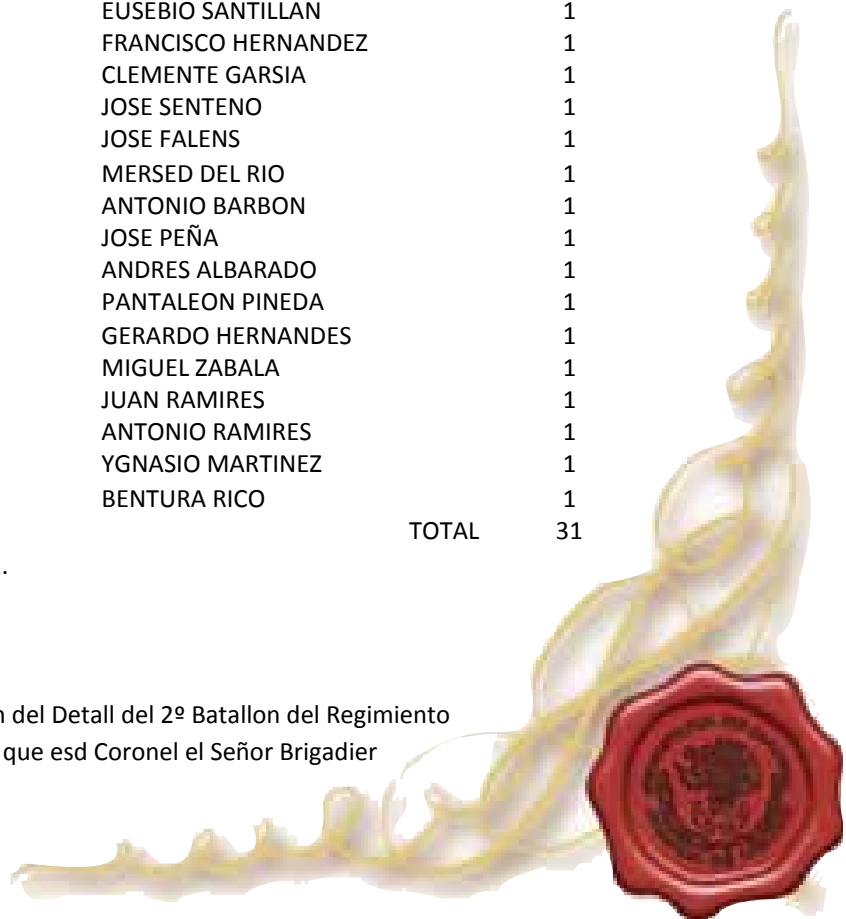 EUSEBIO SANTILLAN 1
FRANCISCO HERNANDEZ 1
CLEMENTE GARSIA 1
JOSE SENTENO 1
JOSE FALENS 1
MERSED DEL RIO 1
ANTONIO BARBON 1
JOSE PEÑA 1
ANDRES ALBARADO 1
PANTALEON PINEDA 1
GERARDO HERNANDES 1
MIGUEL ZABALA 1
JUAN RAMIRES 1
ANTONIO RAMIRES 1
YGNASIO MARTINEZ 1
BENTURA RICO 1
TOTAL 31
.
del Detall del 2º Batallon del Regimiento
que esd Coronel el Señor Brigadier